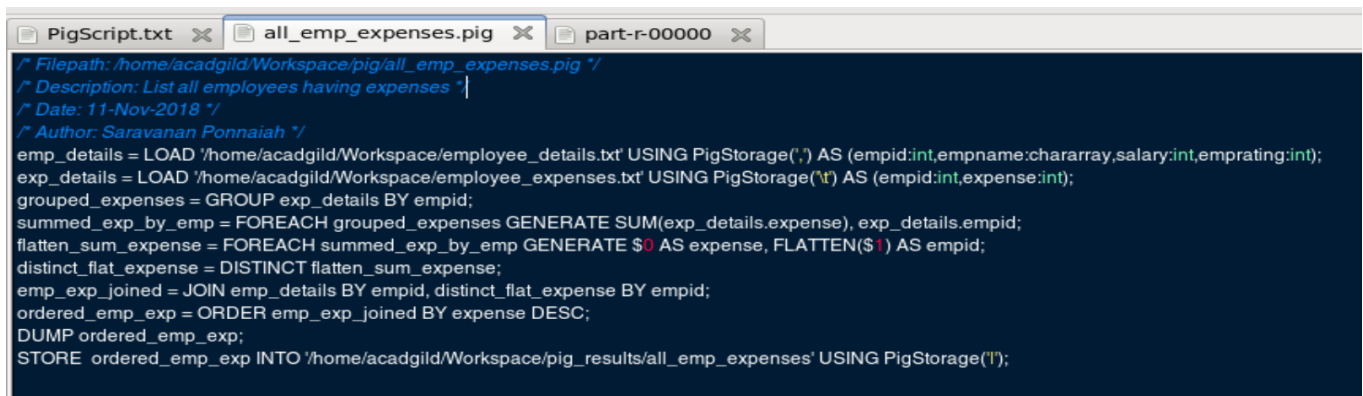 PigScript.txt all_emp_expenses.pig part-r-00000
/* Filepath: /home/acadgild/Workspace/pig/all_emp_expenses.pig */
/* Description: List all employees having expenses */
/* Date: 11-Nov-2018 */
/* Author: Saravanan Ponnaiah */
emp_details = LOAD '/home/acadgild/Workspace/employee_details.txt' USING PigStorage(',') AS (empid:int,empname:chararray,salary:int,emprating:int);
exp_details = LOAD '/home/acadgild/Workspace/employee_expenses.txt' USING PigStorage('\t') AS (empid:int,expense:int);
grouped_expenses = GROUP exp_details BY empid;
summed_exp_by_emp = FOREACH grouped_expenses GENERATE SUM(exp_details.expense), exp_details.empid;
flatten_sum_expense = FOREACH summed_exp_by_emp GENERATE $0 AS expense, FLATTEN($1) AS empid;
distinct_flat_expense = DISTINCT flatten_sum_expense;
emp_exp_joined = JOIN emp_details BY empid, distinct_flat_expense BY empid;
ordered_emp_exp = ORDER emp_exp_joined BY expense DESC;
DUMP ordered_emp_exp;
STORE  ordered_emp_exp INTO '/home/acadgild/Workspace/pig_results/all_emp_expenses' USING PigStorage('|');